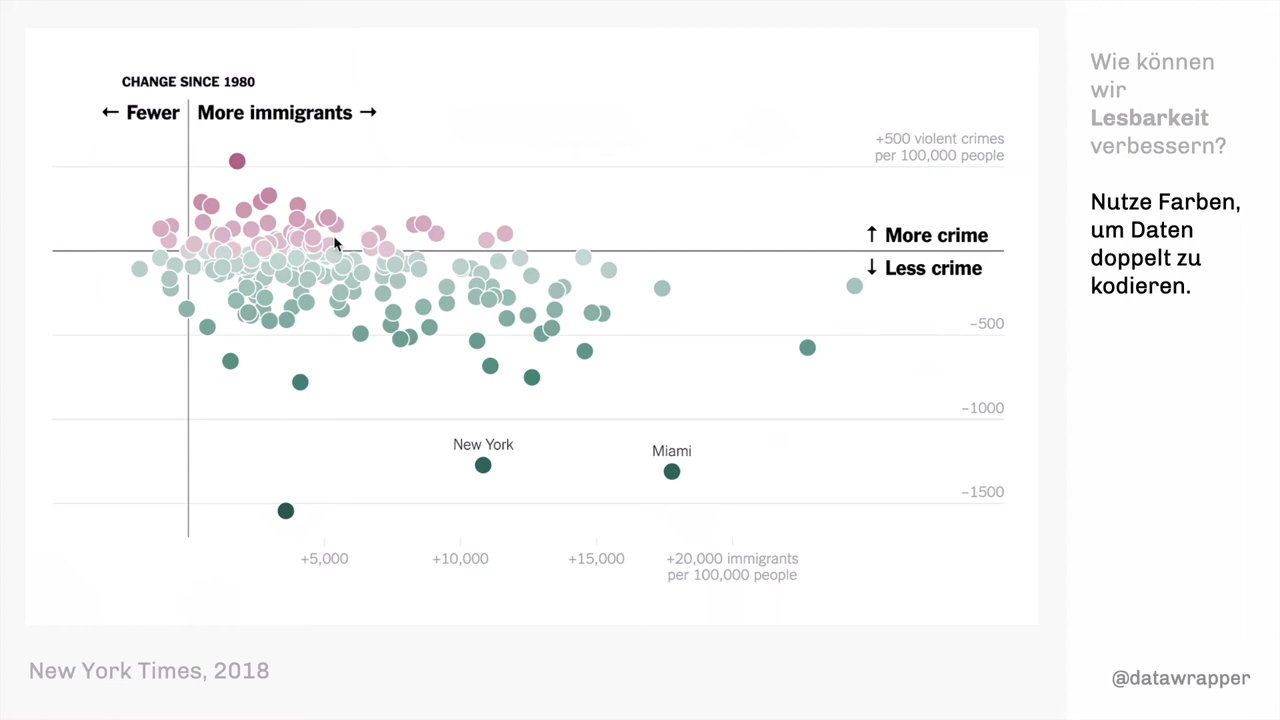 CHANGE SINCE 1980
← Fewer
More immigrants →
+500 violent crimes
per 100,000 people
↑ More crime
↓ Less crime
−500
−1000
New York
Miami
−1500
+5,000
+10,000
+15,000
+20,000 immigrants
per 100,000 people
New York Times, 2018
Wie können
wir
Lesbarkeit
verbessern?
Nutze Farben,
um Daten
doppelt zu
kodieren.
@datawrapper